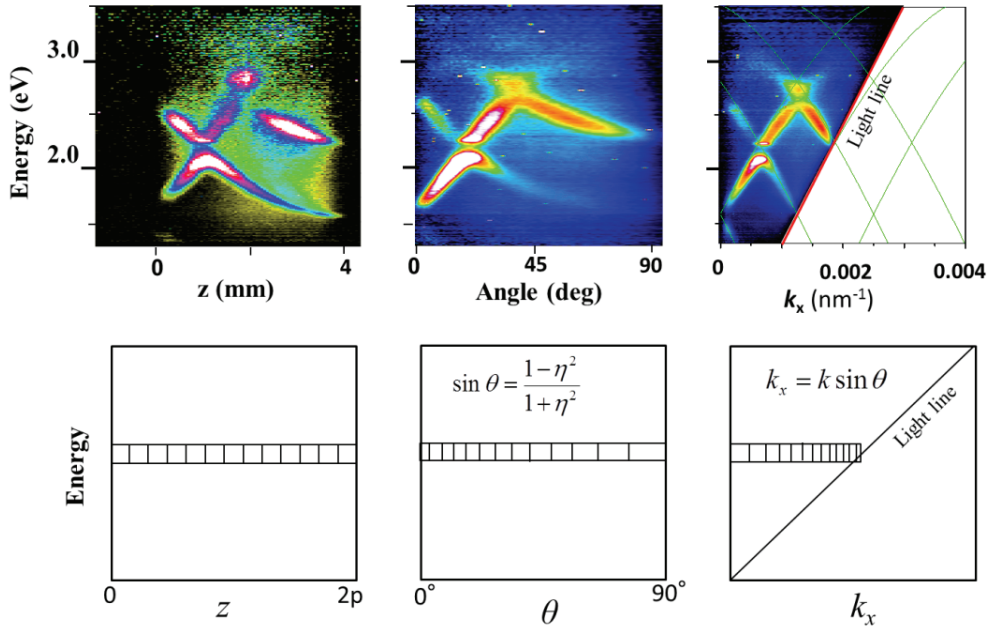 3.0
2.0
Energy (eV)
0
4
z (mm)
0
45
90
Angle (deg)
Light line
0
0.002
0.004
kₓ (nm⁻¹)
Energy
0
2p
z
sin θ = (1 − η²) / (1 + η²)
0°
90°
θ
kₓ = k sin θ
Light line
kₓ